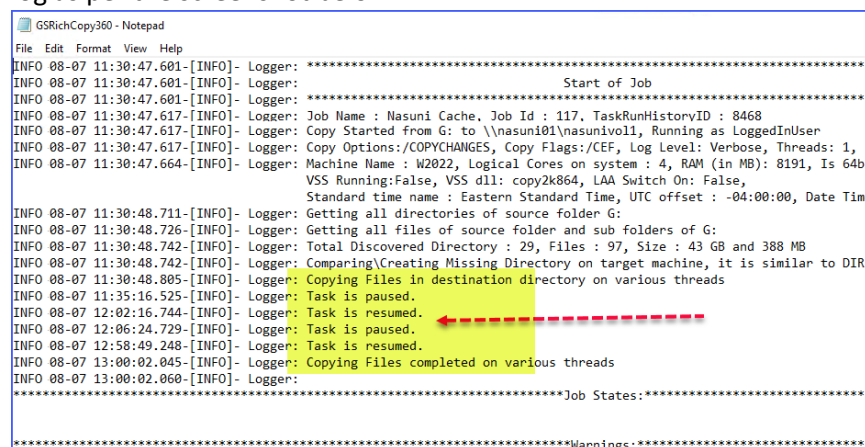 GSRichCopy360 - Notepad
File Edit Format View Help
INFO 08-07 11:30:47.601-[INFO]- Logger: **************************************************************
INFO 08-07 11:30:47.601-[INFO]- Logger: Start of Job
INFO 08-07 11:30:47.601-[INFO]- Logger: **************************************************************
INFO 08-07 11:30:47.617-[INFO]- Logger: Job Name : Nasuni Cache, Job Id : 117, TaskRunHistoryID : 8468
INFO 08-07 11:30:47.617-[INFO]- Logger: Copy Started from G: to \\nasuni01\nasunivol1, Running as LoggedInUser
INFO 08-07 11:30:47.617-[INFO]- Logger: Copy Options:/COPYCHANGES, Copy Flags:/CEF, Log Level: Verbose, Threads: 1,
INFO 08-07 11:30:47.664-[INFO]- Logger: Machine Name : W2022, Logical Cores on system : 4, RAM (in MB): 8191, Is 64b
VSS Running:False, VSS dll: copy2k864, LAA Switch On: False,
Standard time name : Eastern Standard Time, UTC offset : -04:00:00, Date Tim
INFO 08-07 11:30:48.711-[INFO]- Logger: Getting all directories of source folder G:
INFO 08-07 11:30:48.726-[INFO]- Logger: Getting all files of source folder and sub folders of G:
INFO 08-07 11:30:48.742-[INFO]- Logger: Total Discovered Directory : 29, Files : 97, Size : 43 GB and 388 MB
INFO 08-07 11:30:48.742-[INFO]- Logger: Comparing\Creating Missing Directory on target machine, it is similar to DIR
INFO 08-07 11:30:48.805-[INFO]- Logger: Copying Files in destination directory on various threads
INFO 08-07 11:35:16.525-[INFO]- Logger: Task is paused.
INFO 08-07 12:02:16.744-[INFO]- Logger: Task is resumed.
INFO 08-07 12:06:24.729-[INFO]- Logger: Task is paused.
INFO 08-07 12:58:49.248-[INFO]- Logger: Task is resumed.
INFO 08-07 13:00:02.045-[INFO]- Logger: Copying Files completed on various threads
INFO 08-07 13:00:02.060-[INFO]- Logger:
*************************************************************Job States:*************************
*************************************************************Warnings:*************************